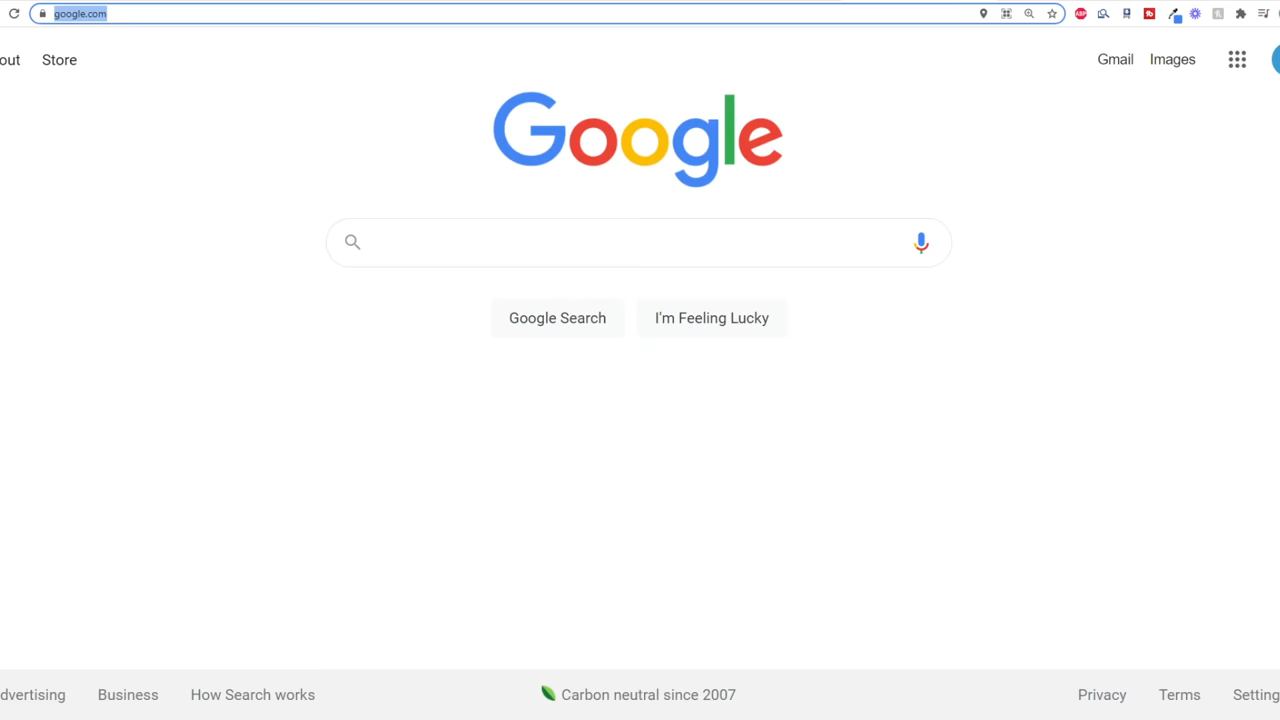 google.com
out Store Gmail Images
Google
Google Search I'm Feeling Lucky
dvertising Business How Search works Carbon neutral since 2007 Privacy Terms Setting